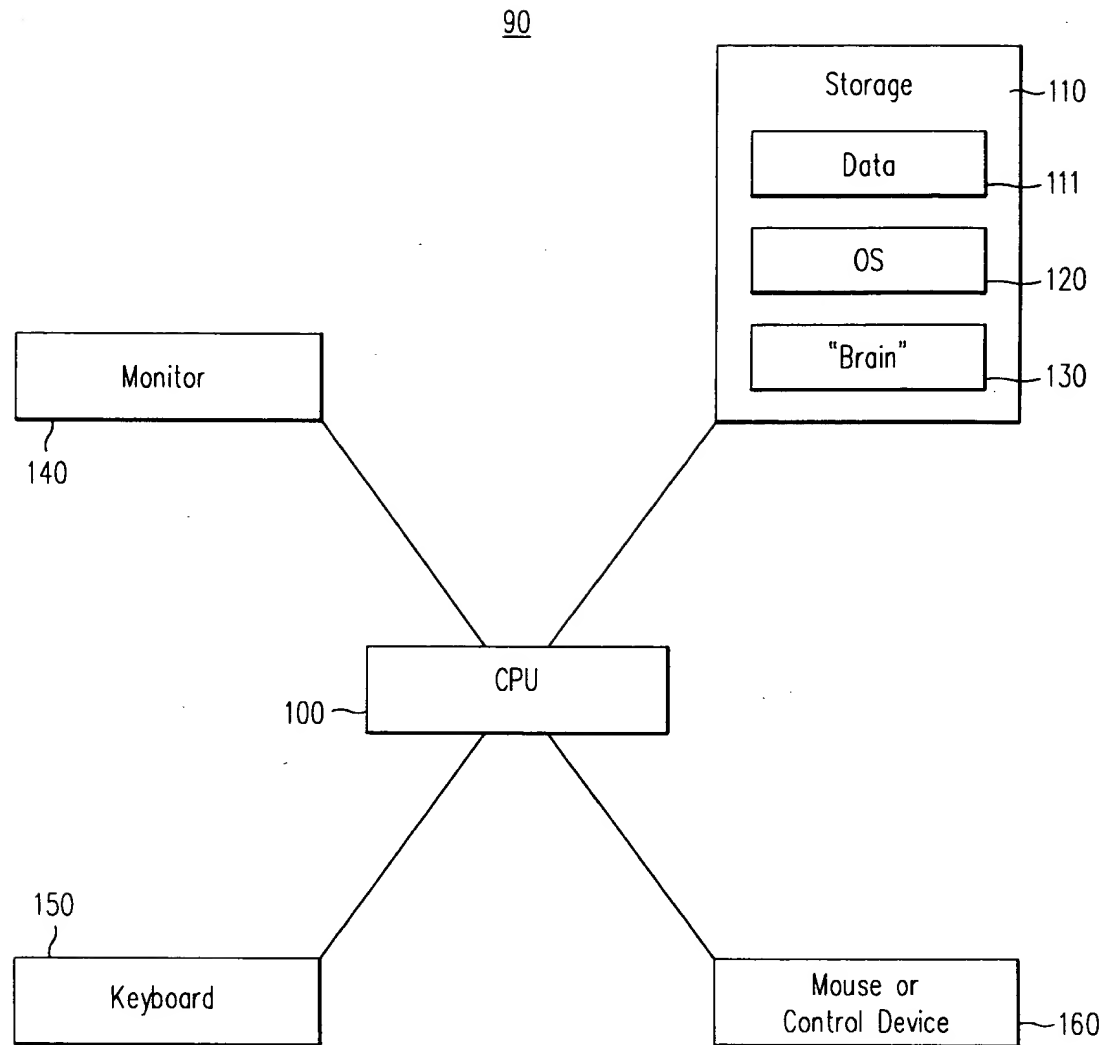 90
Storage
110
Data
111
OS
120
"Brain"
130
Monitor
140
CPU
100
150
Keyboard
Mouse or
Control Device
160